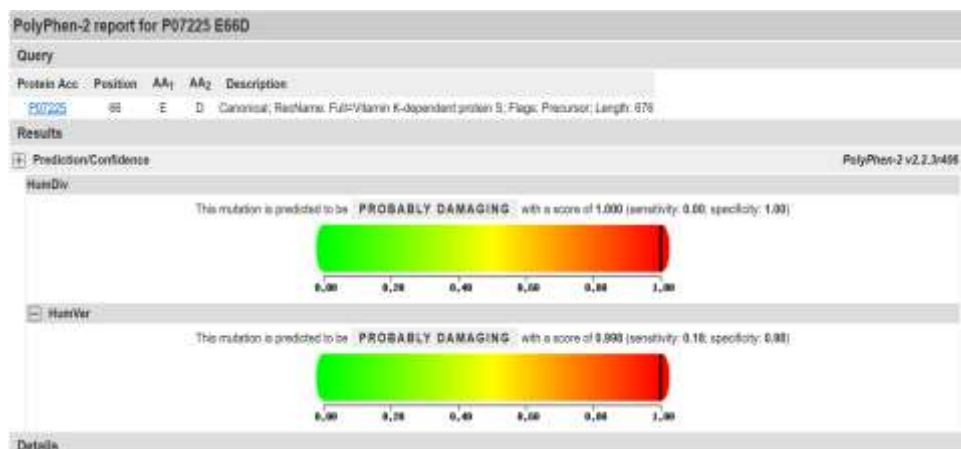 PolyPhen-2 report for P07225 E66D
Query
Protein Acc Position AA1 AA2 Description
P07225 66 E D Canonical; RecName: Full=Vitamin K-dependent protein S; Flags: Precursor; Length: 676
Results
Prediction/Confidence PolyPhen-2 v2.2.3r406
HumDiv
This mutation is predicted to be PROBABLY DAMAGING with a score of 1.000 (sensitivity: 0.00; specificity: 1.00)
0.00 0.20 0.40 0.60 0.80 1.00
HumVar
This mutation is predicted to be PROBABLY DAMAGING with a score of 0.998 (sensitivity: 0.18; specificity: 0.98)
0.00 0.20 0.40 0.60 0.80 1.00
Details